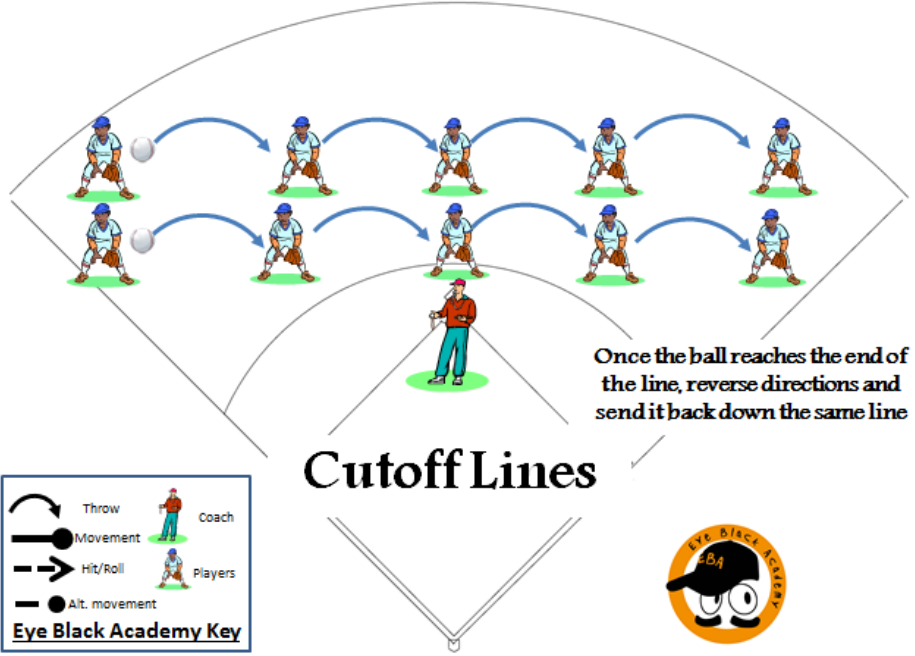 Once the ball reaches the end of
the line, reverse directions and
send it back down the same line
Cutoff Lines
Throw
Coach
Movement
Hit/Roll
Players
Alt. movement
Eye Black Academy Key
Eye Black Academy
EBA